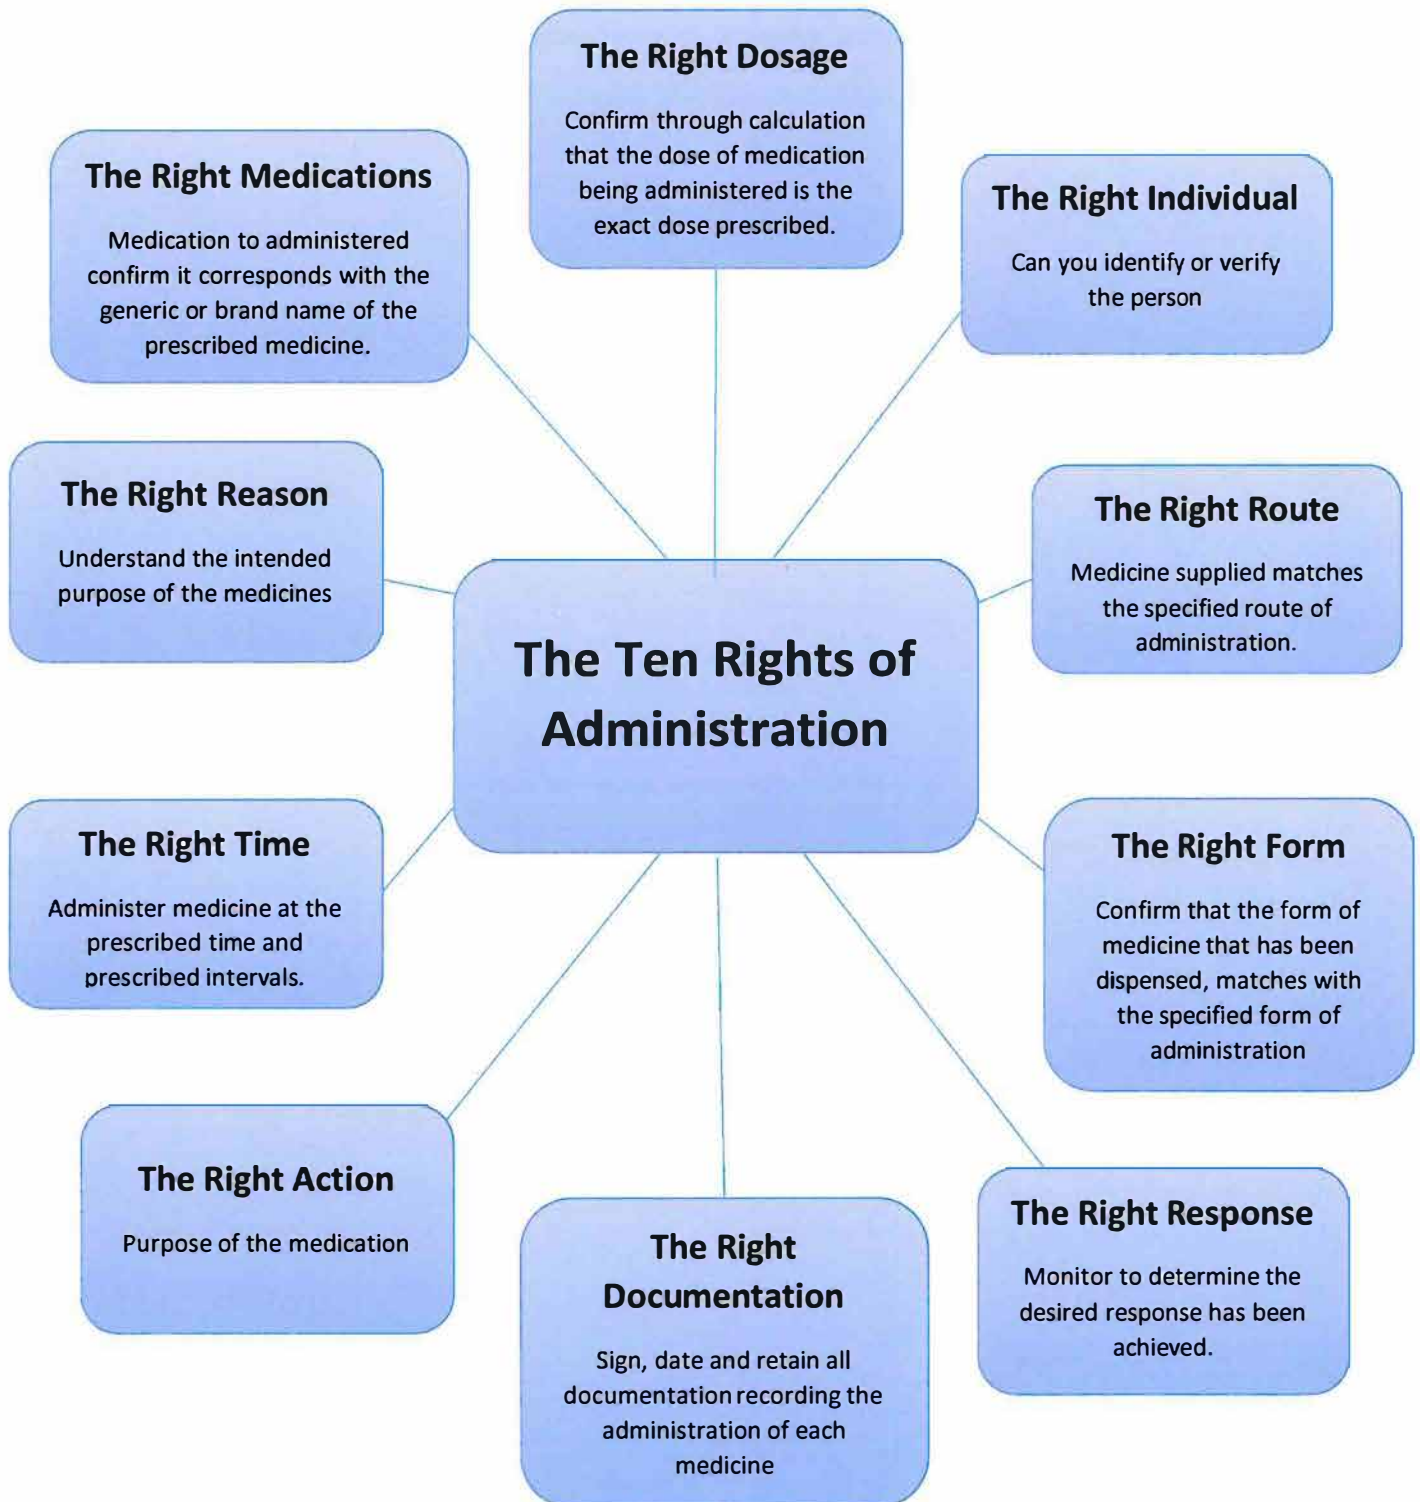 The Right Dosage
Confirm through calculation
that the dose of medication
being administered is the
exact dose prescribed.
The Right Medications
Medication to administered
confirm it corresponds with the
generic or brand name of the
prescribed medicine.
The Right Individual
Can you identify or verify
the person
The Right Reason
Understand the intended
purpose of the medicines
The Right Route
Medicine supplied matches
the specified route of
administration.
The Ten Rights of
Administration
The Right Time
Administer medicine at the
prescribed time and
prescribed intervals.
The Right Form
Confirm that the form of
medicine that has been
dispensed, matches with
the specified form of
administration
The Right Action
Purpose of the medication
The Right
Documentation
Sign, date and retain all
documentation recording the
administration of each
medicine
The Right Response
Monitor to determine the
desired response has been
achieved.